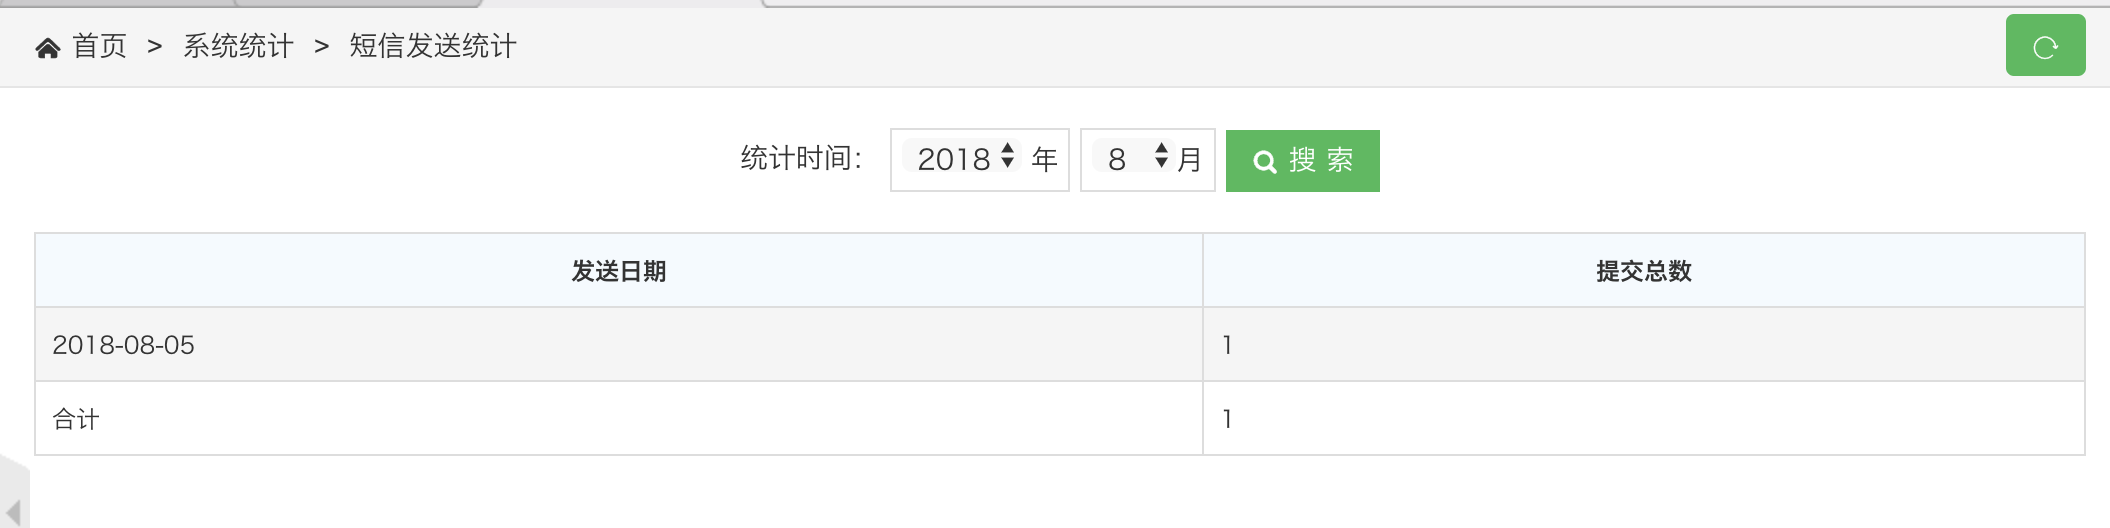 首页 > 系统统计 > 短信发送统计
统计时间： 2018 年 8 月 搜 索
发送日期 提交总数
2018-08-05 1
合计 1